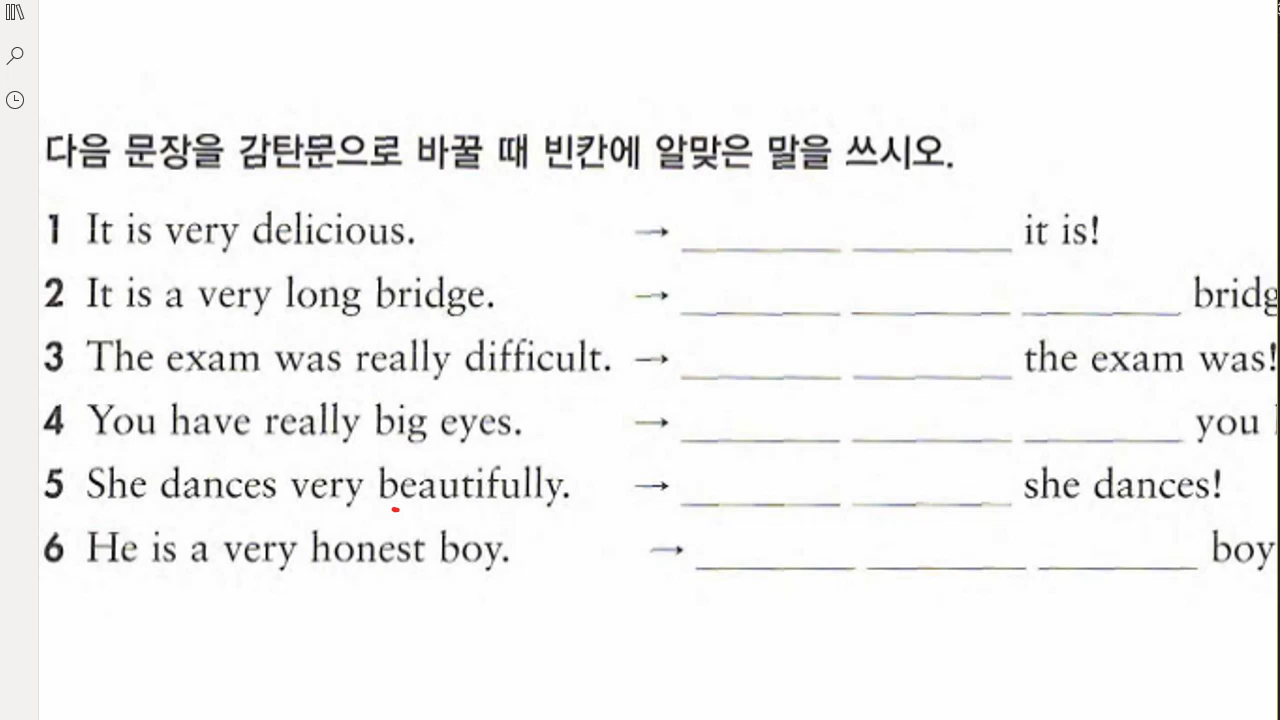 다음 문장을 감탄문으로 바꿀 때 빈칸에 알맞은 말을 쓰시오.
1 It is very delicious. → ________ ________ it is!
2 It is a very long bridge. → ________ ________ ________ bridg
3 The exam was really difficult. → ________ ________ the exam was!
4 You have really big eyes. → ________ ________ ________ you
5 She dances very beautifully. → ________ ________ she dances!
6 He is a very honest boy. → ________ ________ ________ boy